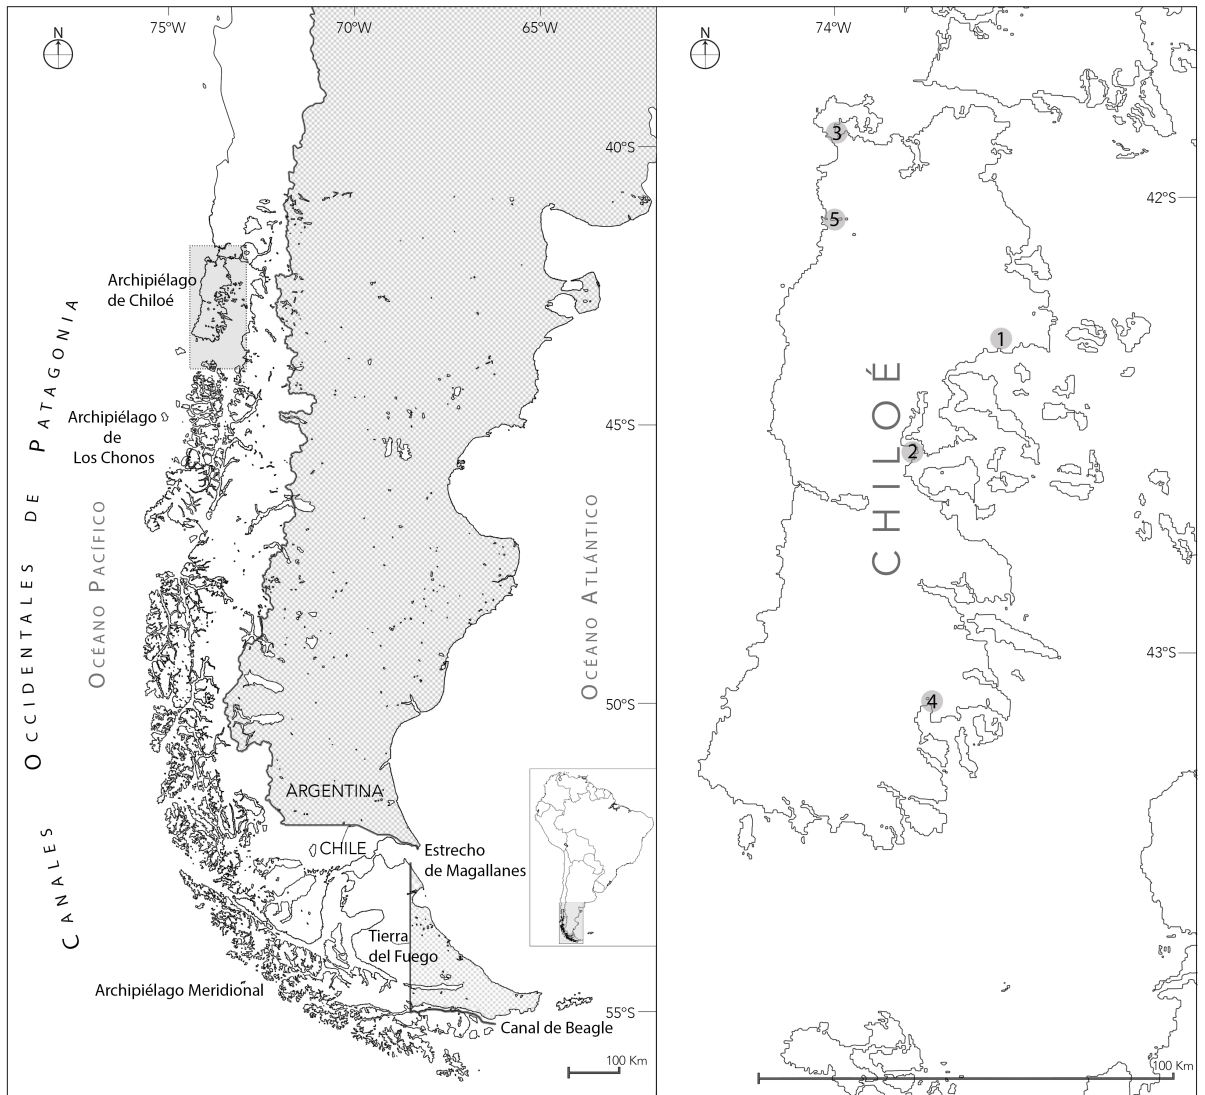 75°W
70°W
65°W
N
40°S
Archipiélago
de Chiloé
Archipiélago
de
Los Chonos
45°S
CANALES OCCIDENTALES DE PATAGONIA
OCÉANO PACÍFICO
OCÉANO ATLÁNTICO
50°S
ARGENTINA
CHILE
Estrecho
de Magallanes
Tierra
del Fuego
Archipiélago Meridional
55°S
Canal de Beagle
100 Km
74°W
N
3
42°S
5
1
CHILOÉ
2
43°S
4
100 Km